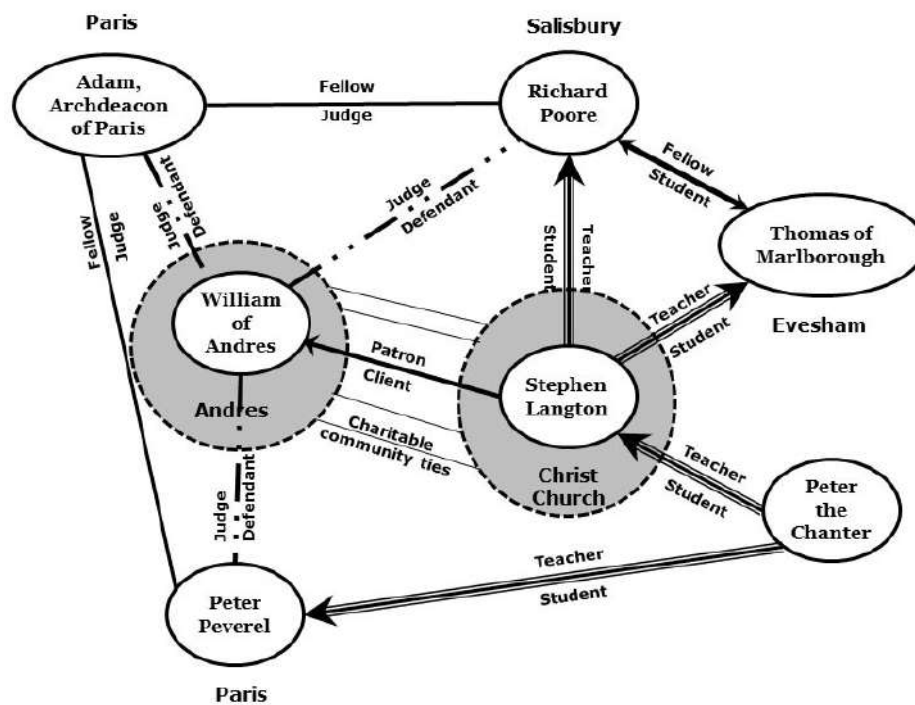 Paris
Salisbury
Adam,
Archdeacon
of Paris
Fellow
Judge
Richard
Poore
Fellow
Student
Judge
Defendant
Judge
Defendant
Fellow
Judge
Student
Teacher
Thomas of
Marlborough
Evesham
William
of
Andres
Andres
Teacher
Student
Patron
Client
Stephen
Langton
Christ
Church
Charitable
community ties
Teacher
Student
Peter
the
Chanter
Judge
Defendant
Teacher
Student
Peter
Peverel
Paris